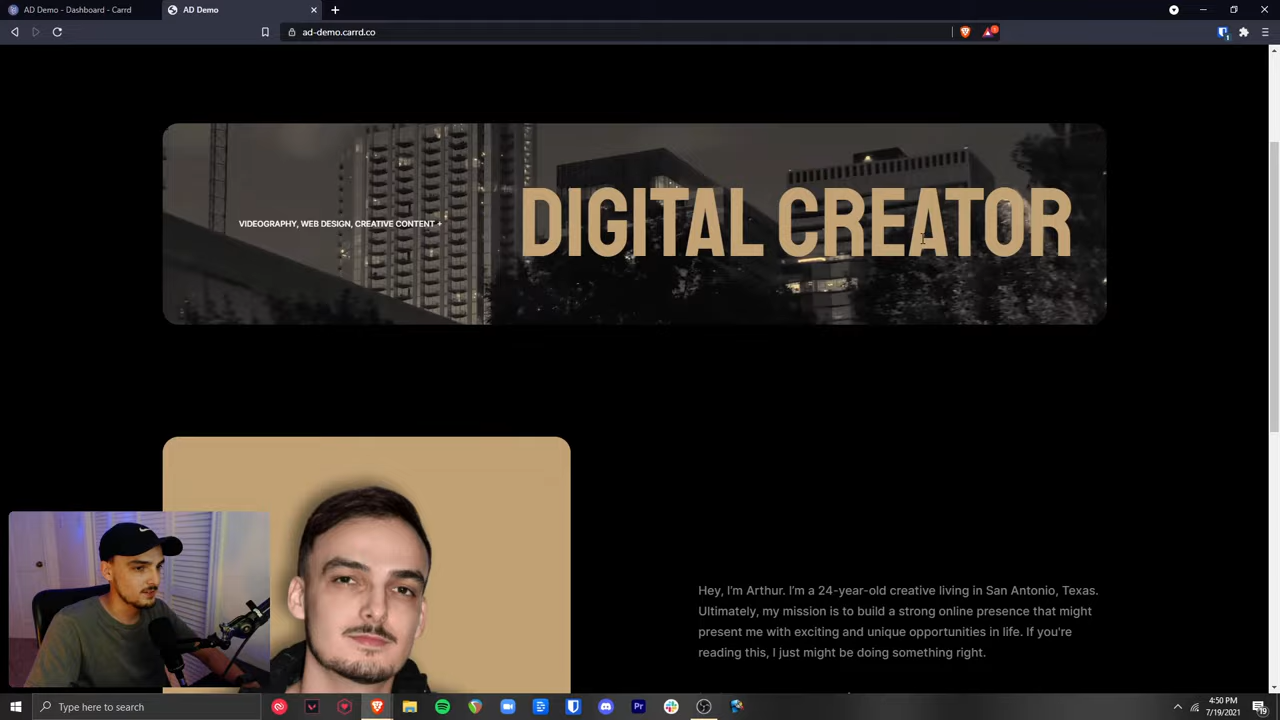 AD Demo - Dashboard - Carrd
AD Demo
ad-demo.carrd.co
VIDEOGRAPHY, WEB DESIGN, CREATIVE CONTENT +
DIGITAL CREATOR
Hey, I'm Arthur. I'm a 24-year-old creative living in San Antonio, Texas.
Ultimately, my mission is to build a strong online presence that might
present me with exciting and unique opportunities in life. If you're
reading this, I just might be doing something right.
Type here to search
Pr
4:50 PM
7/19/2021